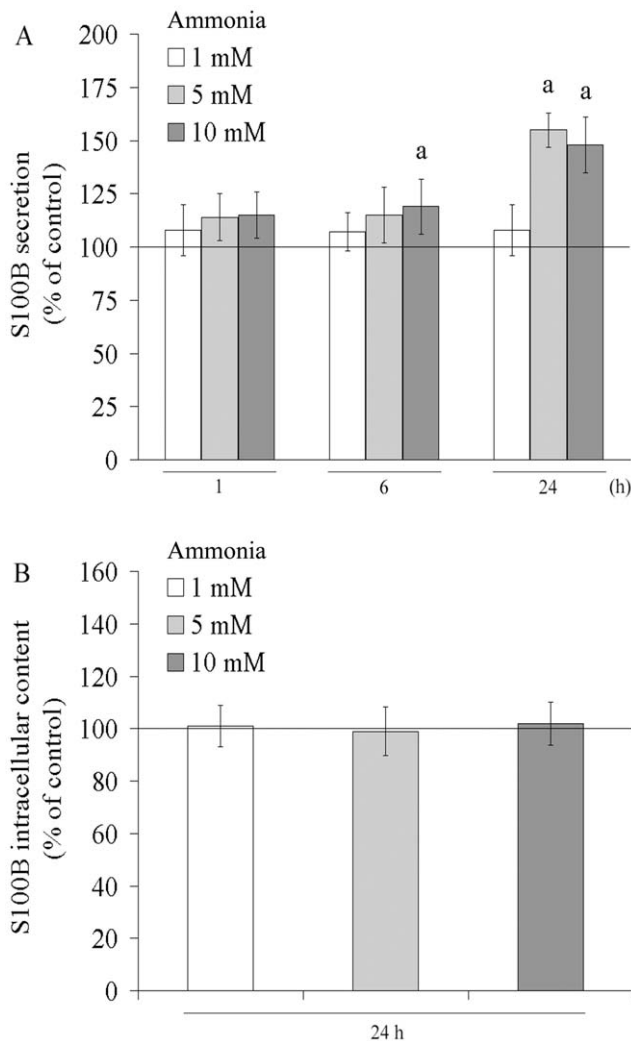 A
Ammonia
1 mM
5 mM
10 mM
S100B secretion
(% of control)
200
175
150
125
100
75
50
25
0
a
a
a
1
6
24
(h)
B
Ammonia
1 mM
5 mM
10 mM
S100B intracellular content
(% of control)
160
140
120
100
80
60
40
20
0
24 h